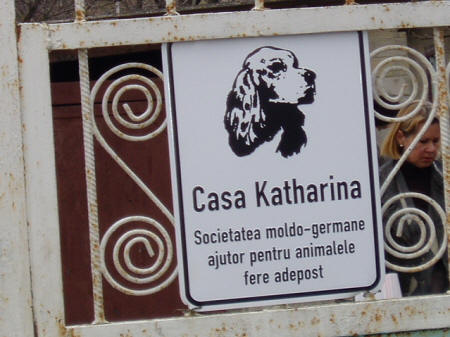 Casa Katharina
Societatea moldo-germane
ajutor pentru animalele
fere adepost